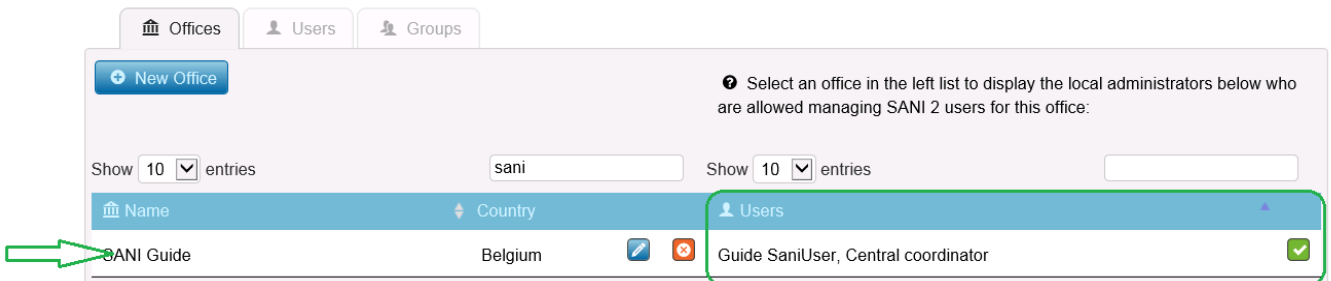 Offices Users Groups
New Office
Select an office in the left list to display the local administrators below who
are allowed managing SANI 2 users for this office:
Show 10 entries sani Show 10 entries
Name Country Users
SANI Guide Belgium Guide SaniUser, Central coordinator